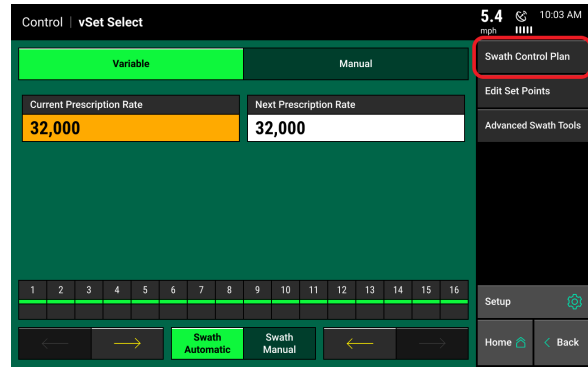 Control | vSet Select
5.4
mph
10:03 AM
Variable
Manual
Current Prescription Rate
32,000
Next Prescription Rate
32,000
1 2 3 4 5 6 7 8 9 10 11 12 13 14 15 16
Swath
Automatic
Swath
Manual
Swath Control Plan
Edit Set Points
Advanced Swath Tools
Setup
Home
< Back